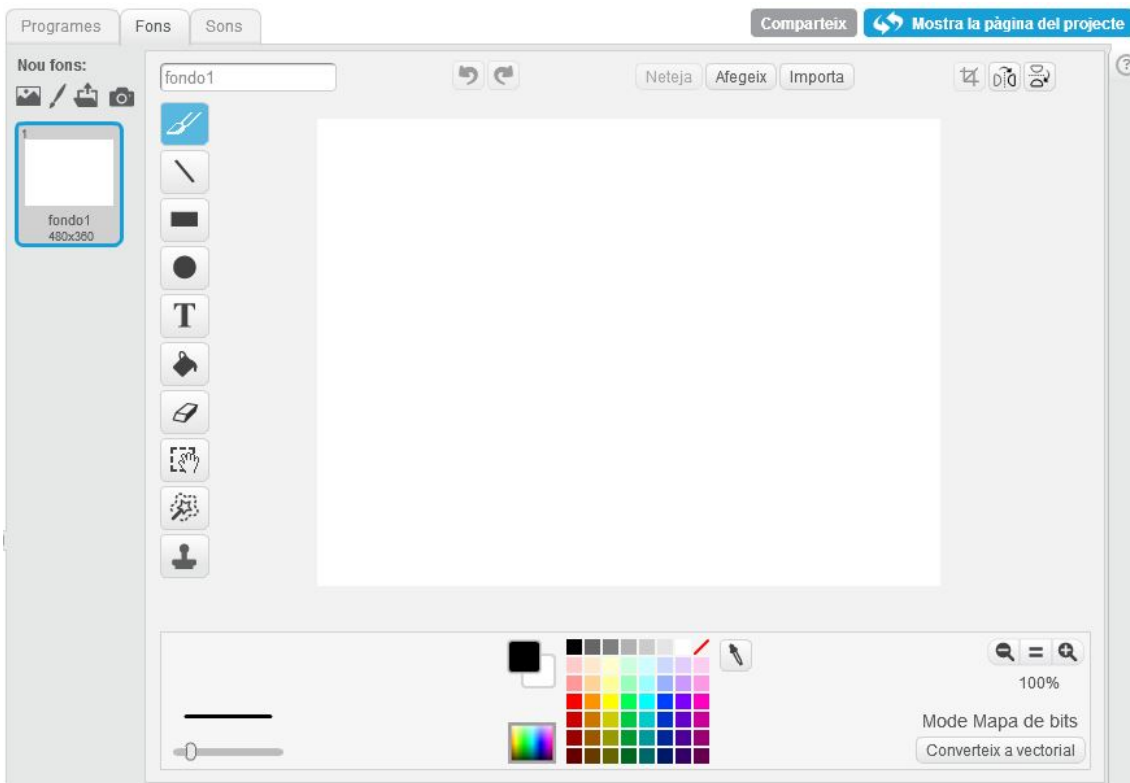 Programes
Fons
Sons
Comparteix
Mostra la pàgina del projecte
Nou fons:
fondo1
Neteja
Afegeix
Importa
1
fondo1
480x360
T
100%
Mode Mapa de bits
Converteix a vectorial